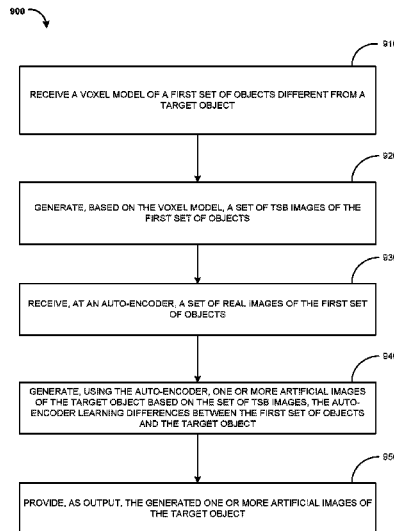 900
910
RECEIVE A VOXEL MODEL OF A FIRST SET OF OBJECTS DIFFERENT FROM A
TARGET OBJECT
920
GENERATE, BASED ON THE VOXEL MODEL, A SET OF TSB IMAGES OF THE
FIRST SET OF OBJECTS
930
RECEIVE, AT AN AUTO-ENCODER, A SET OF REAL IMAGES OF THE FIRST SET
OF OBJECTS
940
GENERATE, USING THE AUTO-ENCODER, ONE OR MORE ARTIFICIAL IMAGES
OF THE TARGET OBJECT BASED ON THE SET OF TSB IMAGES, THE AUTO-
ENCODER LEARNING DIFFERENCES BETWEEN THE FIRST SET OF OBJECTS
AND THE TARGET OBJECT
950
PROVIDE, AS OUTPUT, THE GENERATED ONE OR MORE ARTIFICIAL IMAGES OF
THE TARGET OBJECT